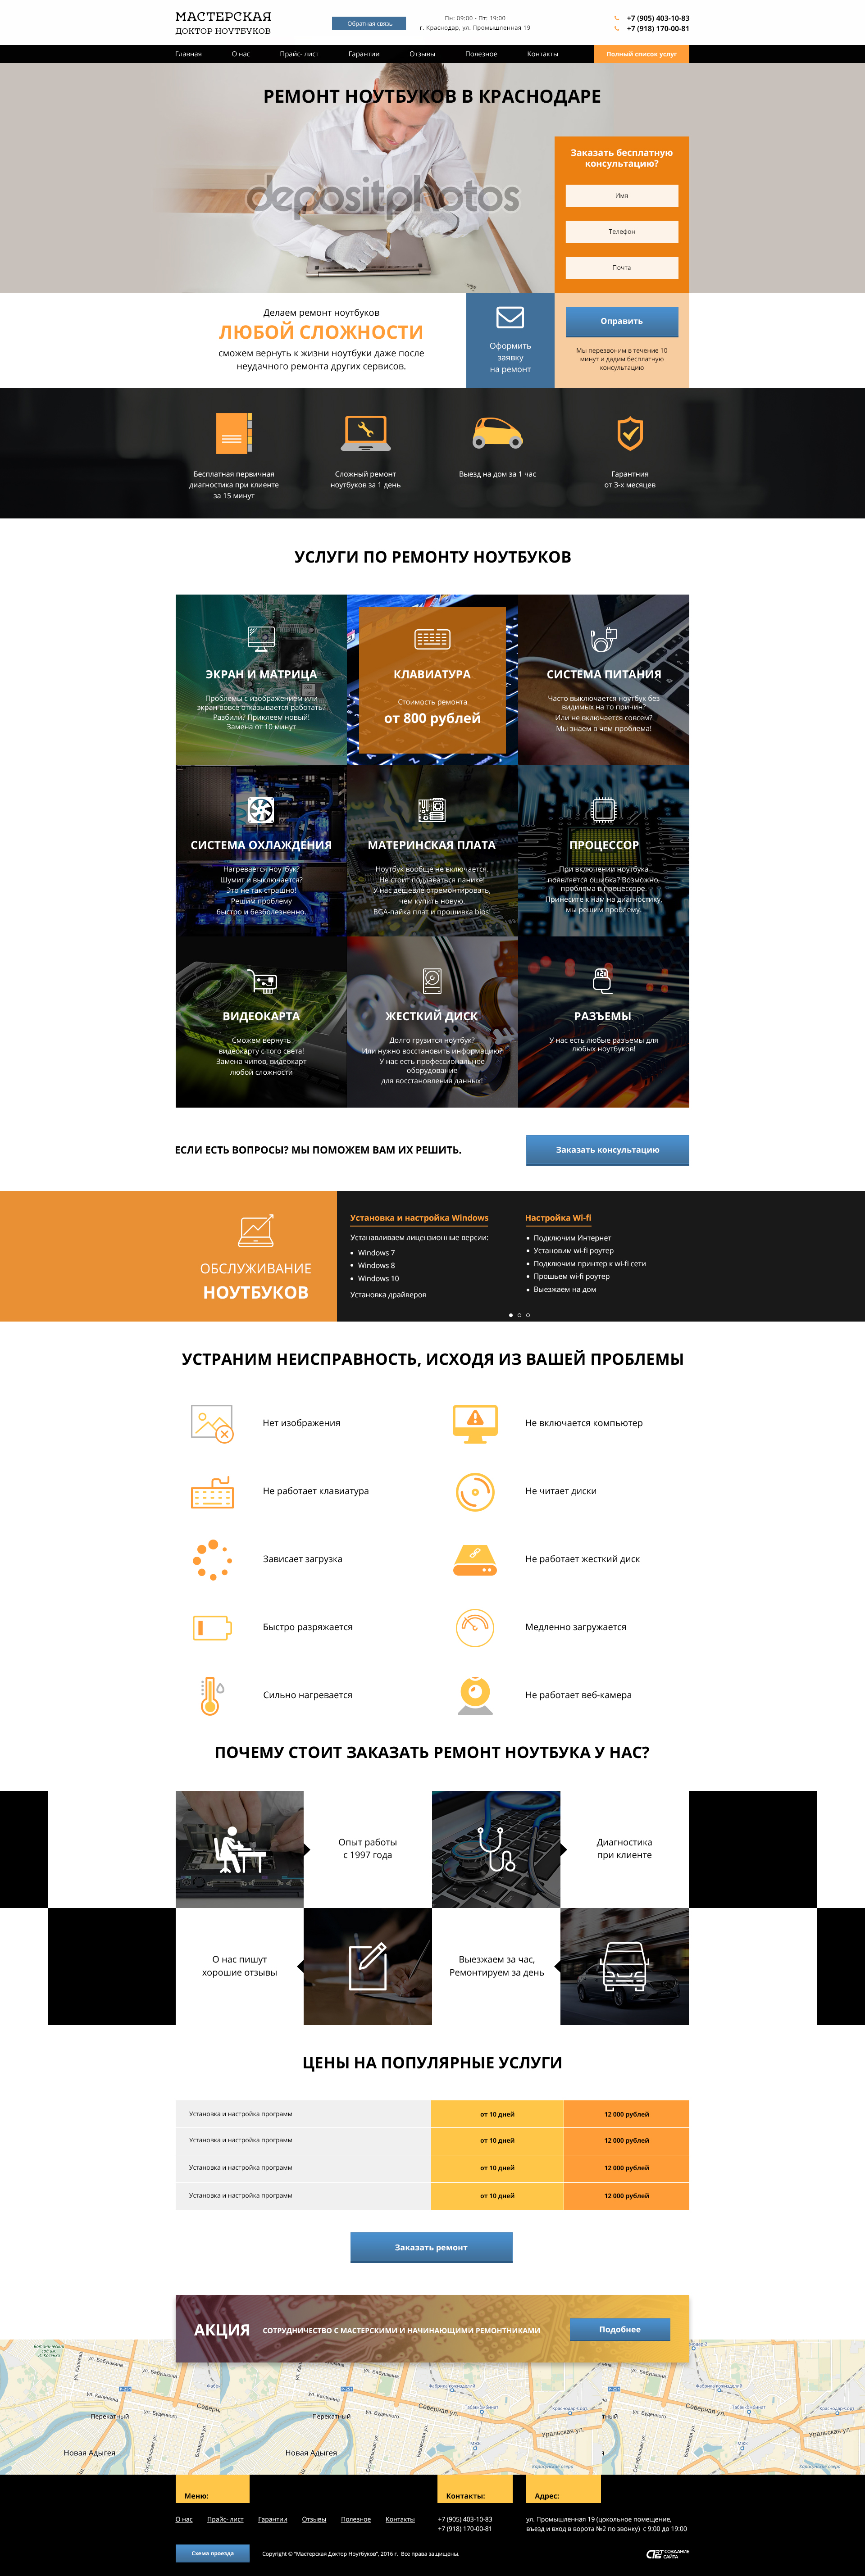 МАСТЕРСКАЯ
ДОКТОР НОУТБУКОВ
Обратная связь
Пн: 09:00 - Пт: 19:00
г. Краснодар, ул. Промышленная 19
+7 (905) 403-10-83
+7 (918) 170-00-81
Главная
О нас
Прайс- лист
Гарантии
Отзывы
Полезное
Контакты
Полный список услуг
РЕМОНТ НОУТБУКОВ В КРАСНОДАРЕ
depositphotos
Заказать бесплатную
консультацию?
Имя
Телефон
Почта
Оправить
Мы перезвоним в течение 10
минут и дадим бесплатную
консультацию
Делаем ремонт ноутбуков
ЛЮБОЙ СЛОЖНОСТИ
сможем вернуть к жизни ноутбуки даже после
неудачного ремонта других сервисов.
Оформить
заявку
на ремонт
Бесплатная первичная
диагностика при клиенте
за 15 минут
Сложный ремонт
ноутбуков за 1 день
Выезд на дом за 1 час
Гарантния
от 3-х месяцев
УСЛУГИ ПО РЕМОНТУ НОУТБУКОВ
ЭКРАН И МАТРИЦА
Проблемы с изображением или
экран вовсе отказывается работать?
Разбили? Приклеем новый!
Замена от 10 минут
КЛАВИАТУРА
Стоимость ремонта
от 800 рублей
СИСТЕМА ПИТАНИЯ
Часто выключается ноутбук без
видимых на то причин?
Или не включается совсем?
Мы знаем в чем проблема!
СИСТЕМА ОХЛАЖДЕНИЯ
Нагревается ноутбук?
Шумит и выключается?
Это не так страшно!
Решим проблему
быстро и безболезненно.
МАТЕРИНСКАЯ ПЛАТА
Ноутбук вообще не включается.
Не стоит поддаваться панике!
У нас дешевле отремонтировать,
чем купить новую.
BGA-пайка плат и прошивка bios!
ПРОЦЕССОР
При включении ноутбука
появляется ошибка? Возможно,
проблема в процессоре.
Принесите к нам на диагностику,
мы решим проблему.
ВИДЕОКАРТА
Сможем вернуть
видеокарту с того света!
Замена чипов, видеокарт
любой сложности
ЖЕСТКИЙ ДИСК
Долго грузится ноутбук?
Или нужно восстановить информацию?
У нас есть профессиональное
оборудование
для восстановления данных!
РАЗЪЕМЫ
У нас есть любые разъемы для
любых ноутбуков!
ЕСЛИ ЕСТЬ ВОПРОСЫ? МЫ ПОМОЖЕМ ВАМ ИХ РЕШИТЬ.
Заказать консультацию
ОБСЛУЖИВАНИЕ
НОУТБУКОВ
Установка и настройка Windows
Устанавливаем лицензионные версии:
Windows 7
Windows 8
Windows 10
Установка драйверов
Настройка Wi-fi
Подключим Интернет
Установим wi-fi роутер
Подключим принтер к wi-fi сети
Прошьем wi-fi роутер
Выезжаем на дом
УСТРАНИМ НЕИСПРАВНОСТЬ, ИСХОДЯ ИЗ ВАШЕЙ ПРОБЛЕМЫ
Нет изображения
Не включается компьютер
Не работает клавиатура
Не читает диски
Зависает загрузка
Не работает жесткий диск
Быстро разряжается
Медленно загружается
Сильно нагревается
Не работает веб-камера
ПОЧЕМУ СТОИТ ЗАКАЗАТЬ РЕМОНТ НОУТБУКА У НАС?
Опыт работы
с 1997 года
Диагностика
при клиенте
О нас пишут
хорошие отзывы
Выезжаем за час,
Ремонтируем за день
ЦЕНЫ НА ПОПУЛЯРНЫЕ УСЛУГИ
Установка и настройка программ от 10 дней 12 000 рублей
Установка и настройка программ от 10 дней 12 000 рублей
Установка и настройка программ от 10 дней 12 000 рублей
Установка и настройка программ от 10 дней 12 000 рублей
Заказать ремонт
АКЦИЯ
СОТРУДНИЧЕСТВО С МАСТЕРСКИМИ И НАЧИНАЮЩИМИ РЕМОНТНИКАМИ
Подобнее
ул. Бабушкина
ул. Калинина
Перекатный
ул. Буденного
Новая Адыгея
Северная ул.
Уральская ул.
Меню:
Контакты:
Адрес:
О нас
Прайс- лист
Гарантии
Отзывы
Полезное
Контакты
+7 (905) 403-10-83
+7 (918) 170-00-81
ул. Промышленная 19 (цокольное помещение,
въезд и вход в ворота №2 по звонку) с 9:00 до 19:00
Схема проезда
Copyright © "Мастерская Доктор Ноутбуков", 2016 г. Все права защищены.
СОЗДАНИЕ
САЙТА